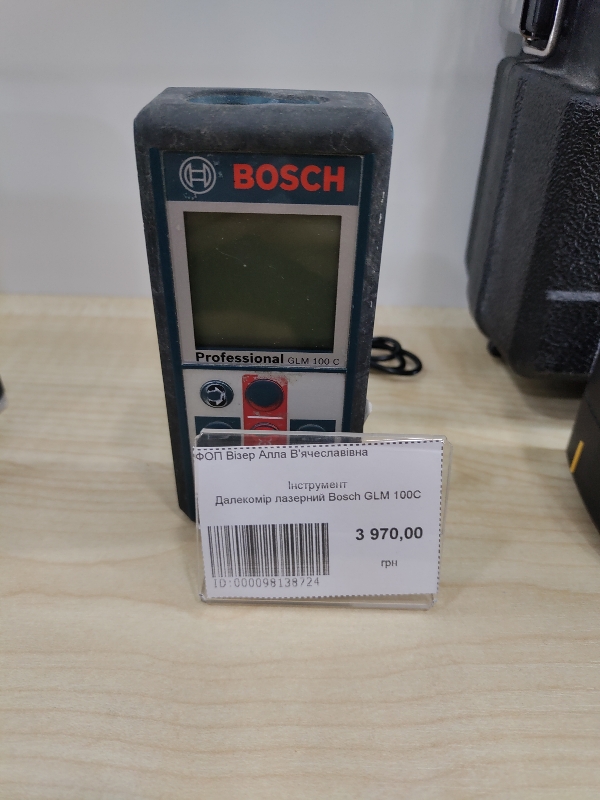 BOSCH
Professional GLM 100 C
ФОП Візер Алла В'ячеславівна
Інструмент
Далекомір лазерний Bosch GLM 100C
3 970,00
грн
ID:000098138724